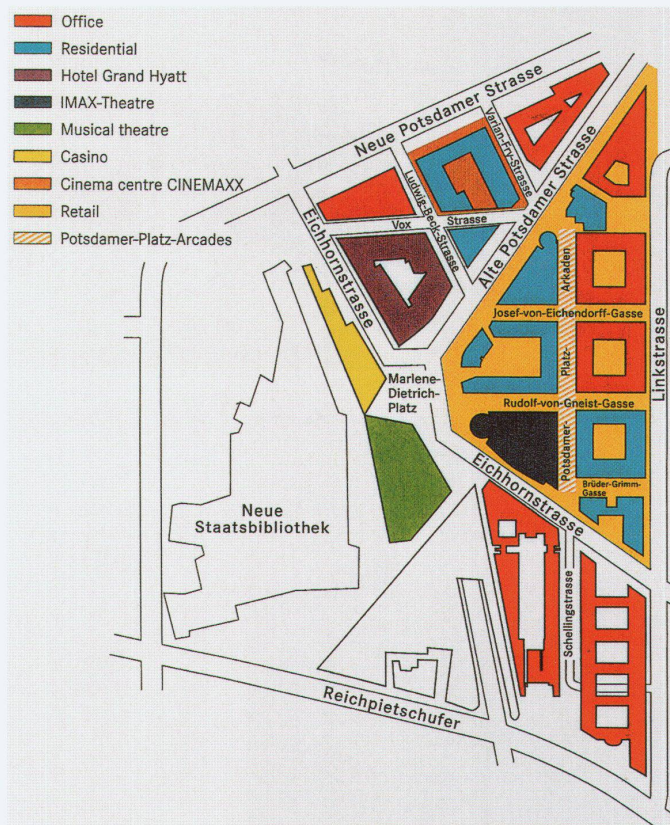 Office
Residential
Hotel Grand Hyatt
IMAX-Theatre
Musical theatre
Casino
Cinema centre CINEMAXX
Retail
Potsdamer-Platz-Arcades
Neue Potsdamer Strasse
Varian-Fry-Strasse
Ludwig-Beck-Strasse
Vox Strasse
Alte Potsdamer Strasse
Eichhornstrasse
Arkaden
Josef-von-Eichendorff-Gasse
Linkstrasse
Platz-
Marlene-
Dietrich-
Platz
Rudolf-von-Gneist-Gasse
Potsdamer-
Eichhornstrasse
Brüder-Grimm-
Gasse
Neue
Staatsbibliothek
Schellingstrasse
Reichpietschufer